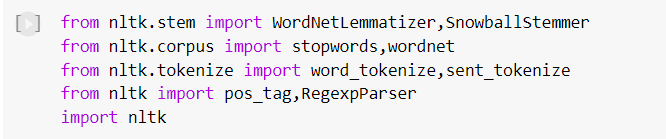 from nltk.stem import WordNetLemmatizer,SnowballStemmer
from nltk.corpus import stopwords,wordnet
from nltk.tokenize import word_tokenize,sent_tokenize
from nltk import pos_tag,RegexpParser
import nltk